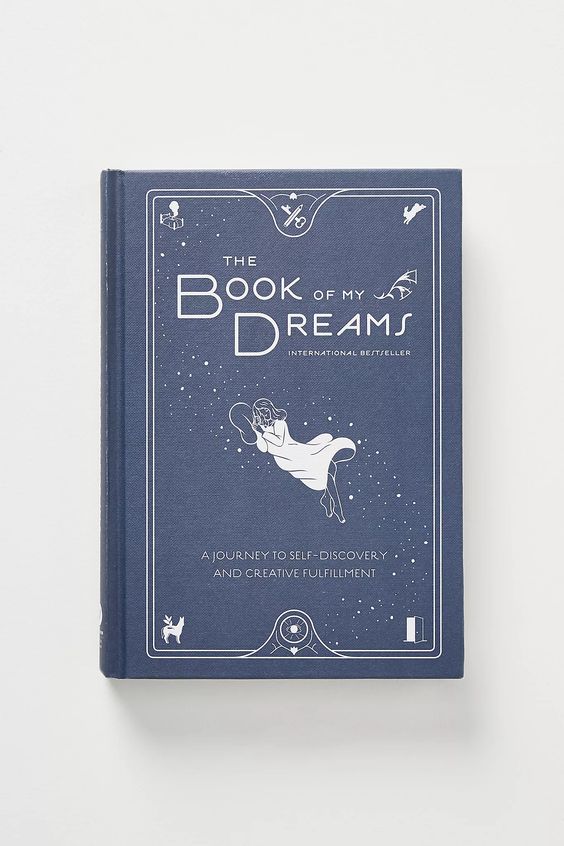 THE
BOOK OF MY
DREAMS
INTERNATIONAL BESTSELLER
A JOURNEY TO SELF-DISCOVERY
AND CREATIVE FULFILLMENT